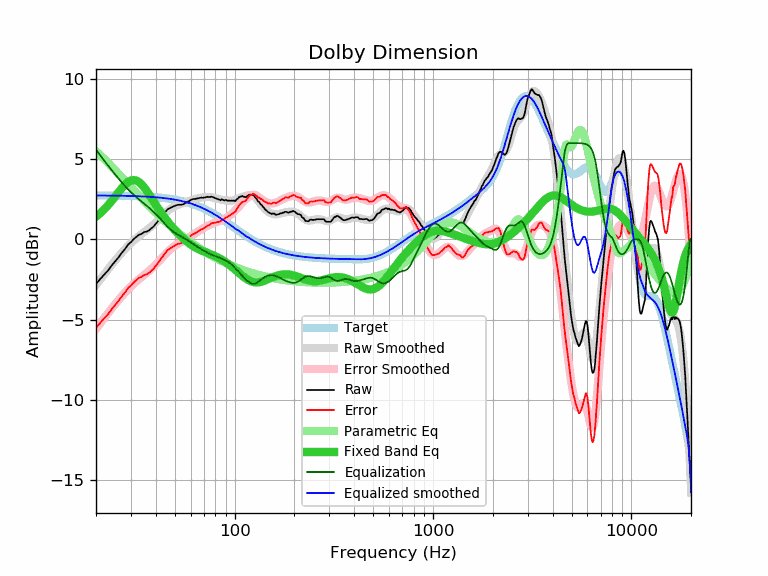 Dolby Dimension
Amplitude (dBr)
10
5
0
−5
−10
−15
Target
Raw Smoothed
Error Smoothed
Raw
Error
Parametric Eq
Fixed Band Eq
Equalization
Equalized smoothed
100 1000 10000
Frequency (Hz)